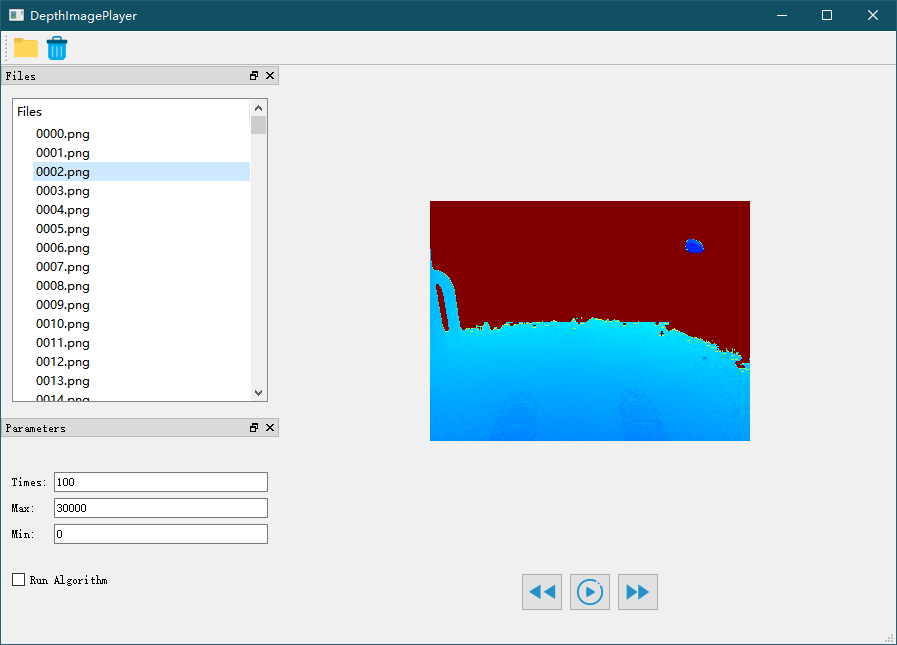 DepthImagePlayer
Files
Files
0000.png
0001.png
0002.png
0003.png
0004.png
0005.png
0006.png
0007.png
0008.png
0009.png
0010.png
0011.png
0012.png
0013.png
0014.png
Parameters
Times: 100
Max: 30000
Min: 0
Run Algorithm